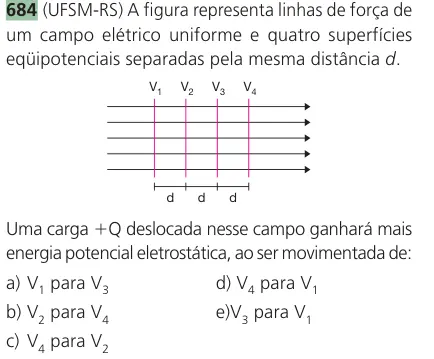 684 (UFSM-RS) A figura representa linhas de força de
um campo elétrico uniforme e quatro superfícies
eqüipotenciais separadas pela mesma distância d.
V₁ V₂ V₃ V₄
d d d
Uma carga +Q deslocada nesse campo ganhará mais
energia potencial eletrostática, ao ser movimentada de:
a) V₁ para V₃
b) V₂ para V₄
c) V₄ para V₂
d) V₄ para V₁
e)V₃ para V₁